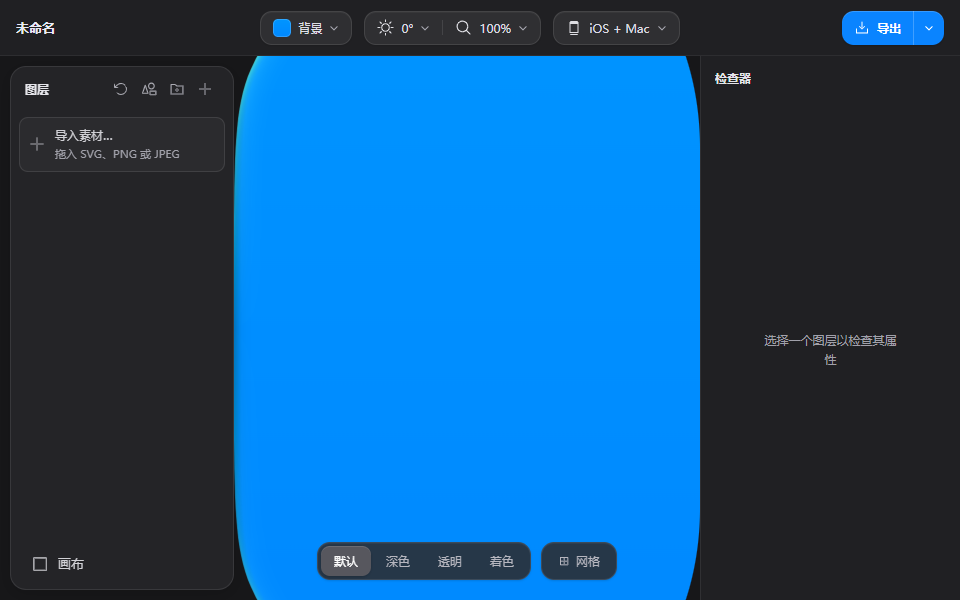 未命名
背景
0°
100%
iOS + Mac
导出
图层
导入素材...
拖入 SVG、PNG 或 JPEG
画布
默认
深色
透明
着色
网格
检查器
选择一个图层以检查其属
性